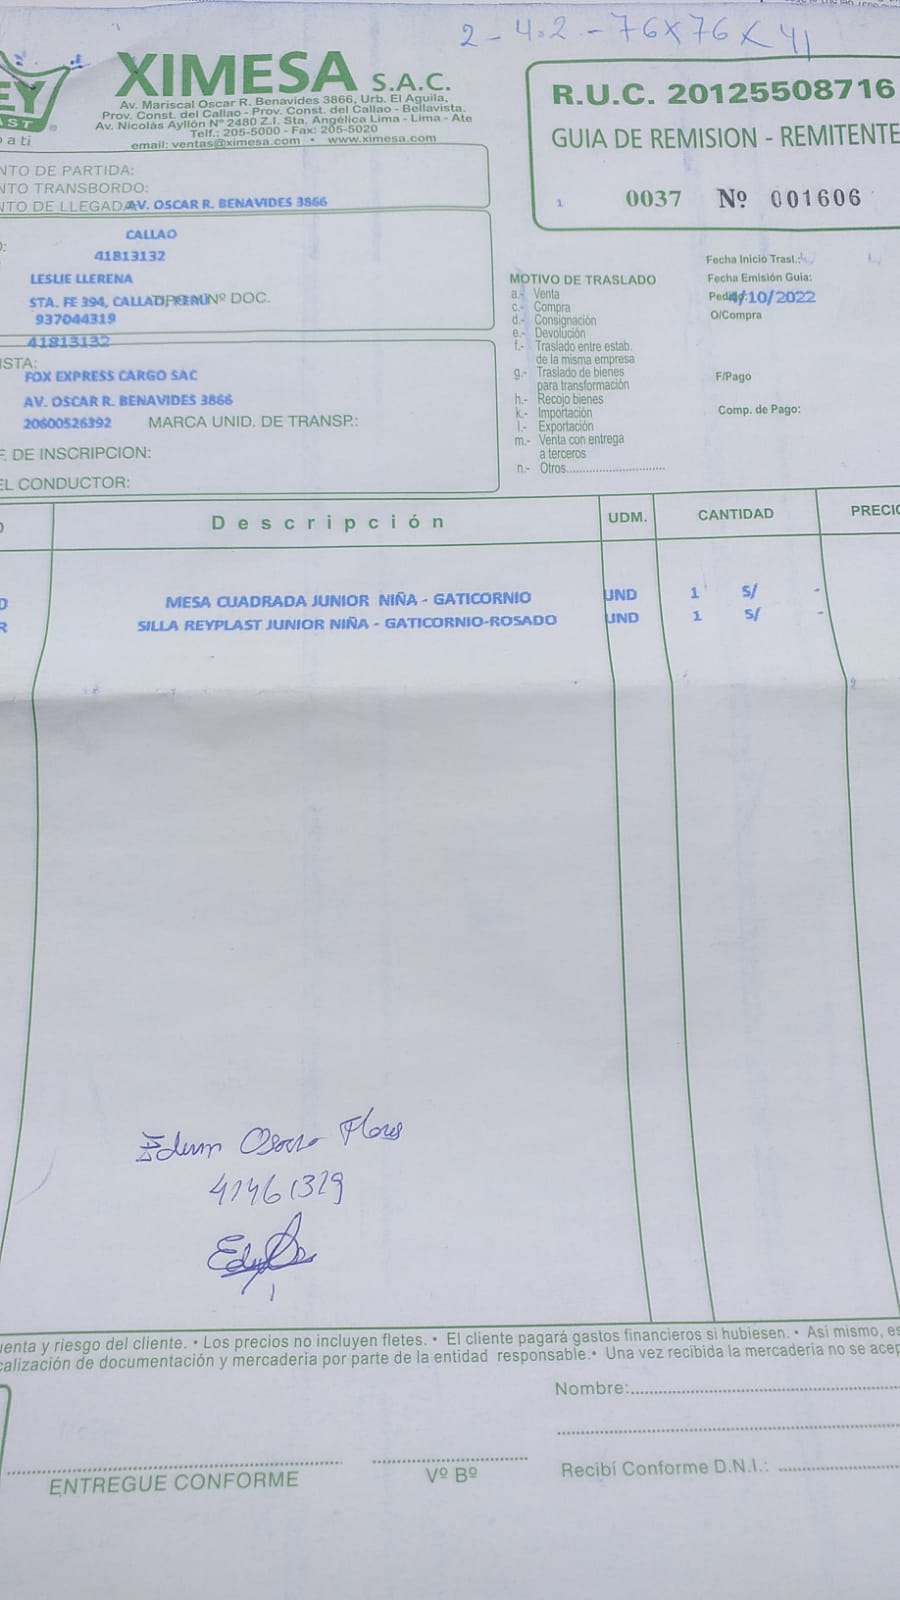 2 - 4.2 - 76x76x41
EY
AST ®
XIMESA S.A.C.
Av. Mariscal Oscar R. Benavides 3866, Urb. El Aguila,
Prov. Const. del Callao - Prov. Const. del Callao - Bellavista.
Av. Nicolás Ayllón Nº 2480 Z.I. Sta. Angélica Lima - Lima - Ate
Telf.: 205-5000 - Fax: 205-5020
email: ventas@ximesa.com • www.ximesa.com
R.U.C. 20125508716
GUIA DE REMISION - REMITENTE
1 0037 Nº 001606
NTO DE PARTIDA:
NTO TRANSBORDO:
NTO DE LLEGADA AV. OSCAR R. BENAVIDES 3866
CALLAO
41813132
LESLIE LLERENA
STA. FE 394, CALLAO, PERÚ Nº DOC.
937044319
41813132
ISTA:
FOX EXPRESS CARGO SAC
AV. OSCAR R. BENAVIDES 3866
20600526392 MARCA UNID. DE TRANSP.:
F. DE INSCRIPCION:
EL CONDUCTOR:
MOTIVO DE TRASLADO
a.- Venta
c.- Compra
d.- Consignación
e.- Devolución
f.- Traslado entre estab.
de la misma empresa
g.- Traslado de bienes
para transformación
h.- Recojo bienes
k.- Importación
l.- Exportación
m.- Venta con entrega
a terceros
n.- Otros
Fecha Inicio Trasl.:
Fecha Emisión Guia:
Pedido: /10/2022
O/Compra
F/Pago
Comp. de Pago:
Descripción UDM. CANTIDAD PRECIO
D MESA CUADRADA JUNIOR NIÑA - GATICORNIO UND 1 S/ -
R SILLA REYPLAST JUNIOR NIÑA - GATICORNIO-ROSADO UND 1 S/ -
Flores
41461329
uenta y riesgo del cliente. • Los precios no incluyen fletes. • El cliente pagará gastos financieros si hubiesen. • Así mismo, es
calización de documentación y mercaderia por parte de la entidad responsable. • Una vez recibida la mercaderia no se acep
Nombre:
ENTREGUE CONFORME
Vº Bº
Recibí Conforme D.N.I.: